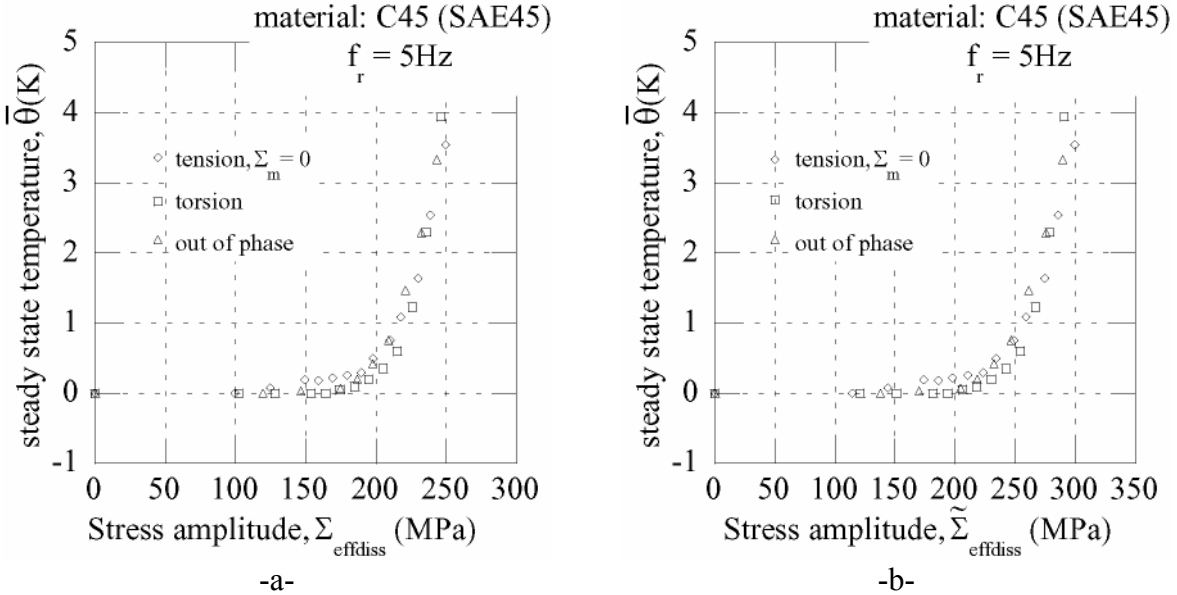 material: C45 (SAE45)
f_r = 5Hz
5
4
3
2
1
0
-1
steady state temperature, θ̅(K)
◇ tension, Σ_m = 0
□ torsion
△ out of phase
0 50 100 150 200 250 300
Stress amplitude, Σ_effdiss (MPa)
-a-
material: C45 (SAE45)
f_r = 5Hz
5
4
3
2
1
0
-1
steady state temperature, θ̅(K)
◇ tension, Σ_m = 0
□ torsion
△ out of phase
0 50 100 150 200 250 300 350
Stress amplitude, Σ̃_effdiss (MPa)
-b-